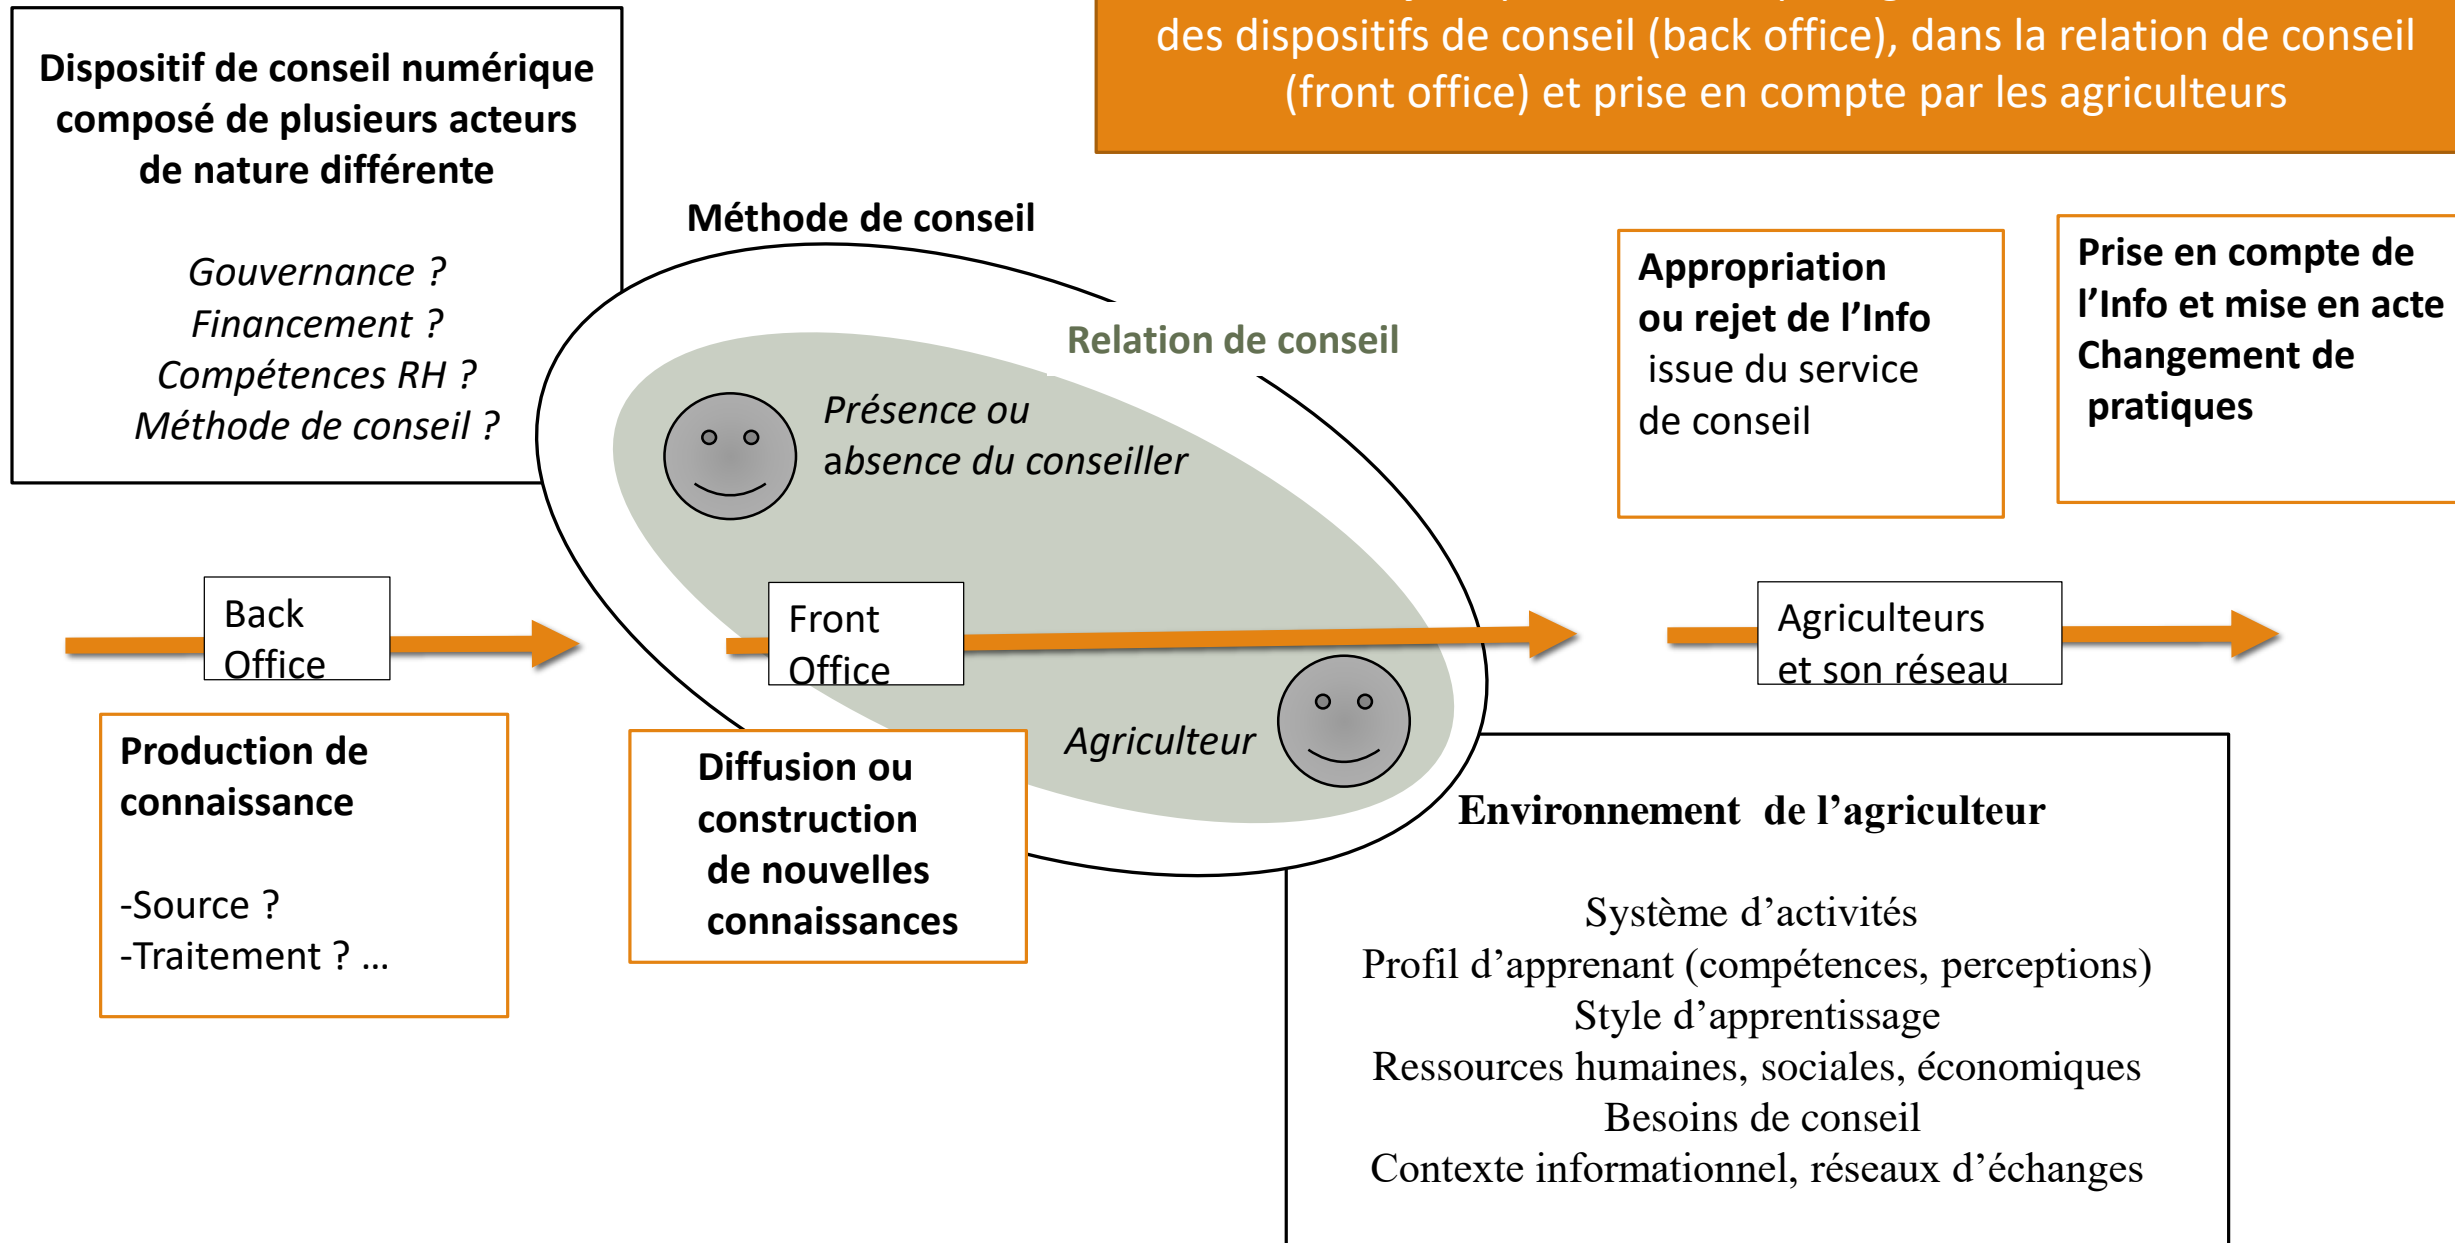 des dispositifs de conseil (back office), dans la relation de conseil
(front office) et prise en compte par les agriculteurs
Dispositif de conseil numérique
composé de plusieurs acteurs
de nature différente
Gouvernance ?
Financement ?
Compétences RH ?
Méthode de conseil ?
Méthode de conseil
Relation de conseil
Présence ou
absence du conseiller
Appropriation
ou rejet de l’Info
issue du service
de conseil
Prise en compte de
l’Info et mise en acte
Changement de
pratiques
Back
Office
Front
Office
Agriculteurs
et son réseau
Production de
connaissance
-Source ?
-Traitement ? ...
Diffusion ou
construction
de nouvelles
connaissances
Agriculteur
Environnement de l’agriculteur
Système d’activités
Profil d’apprenant (compétences, perceptions)
Style d’apprentissage
Ressources humaines, sociales, économiques
Besoins de conseil
Contexte informationnel, réseaux d’échanges